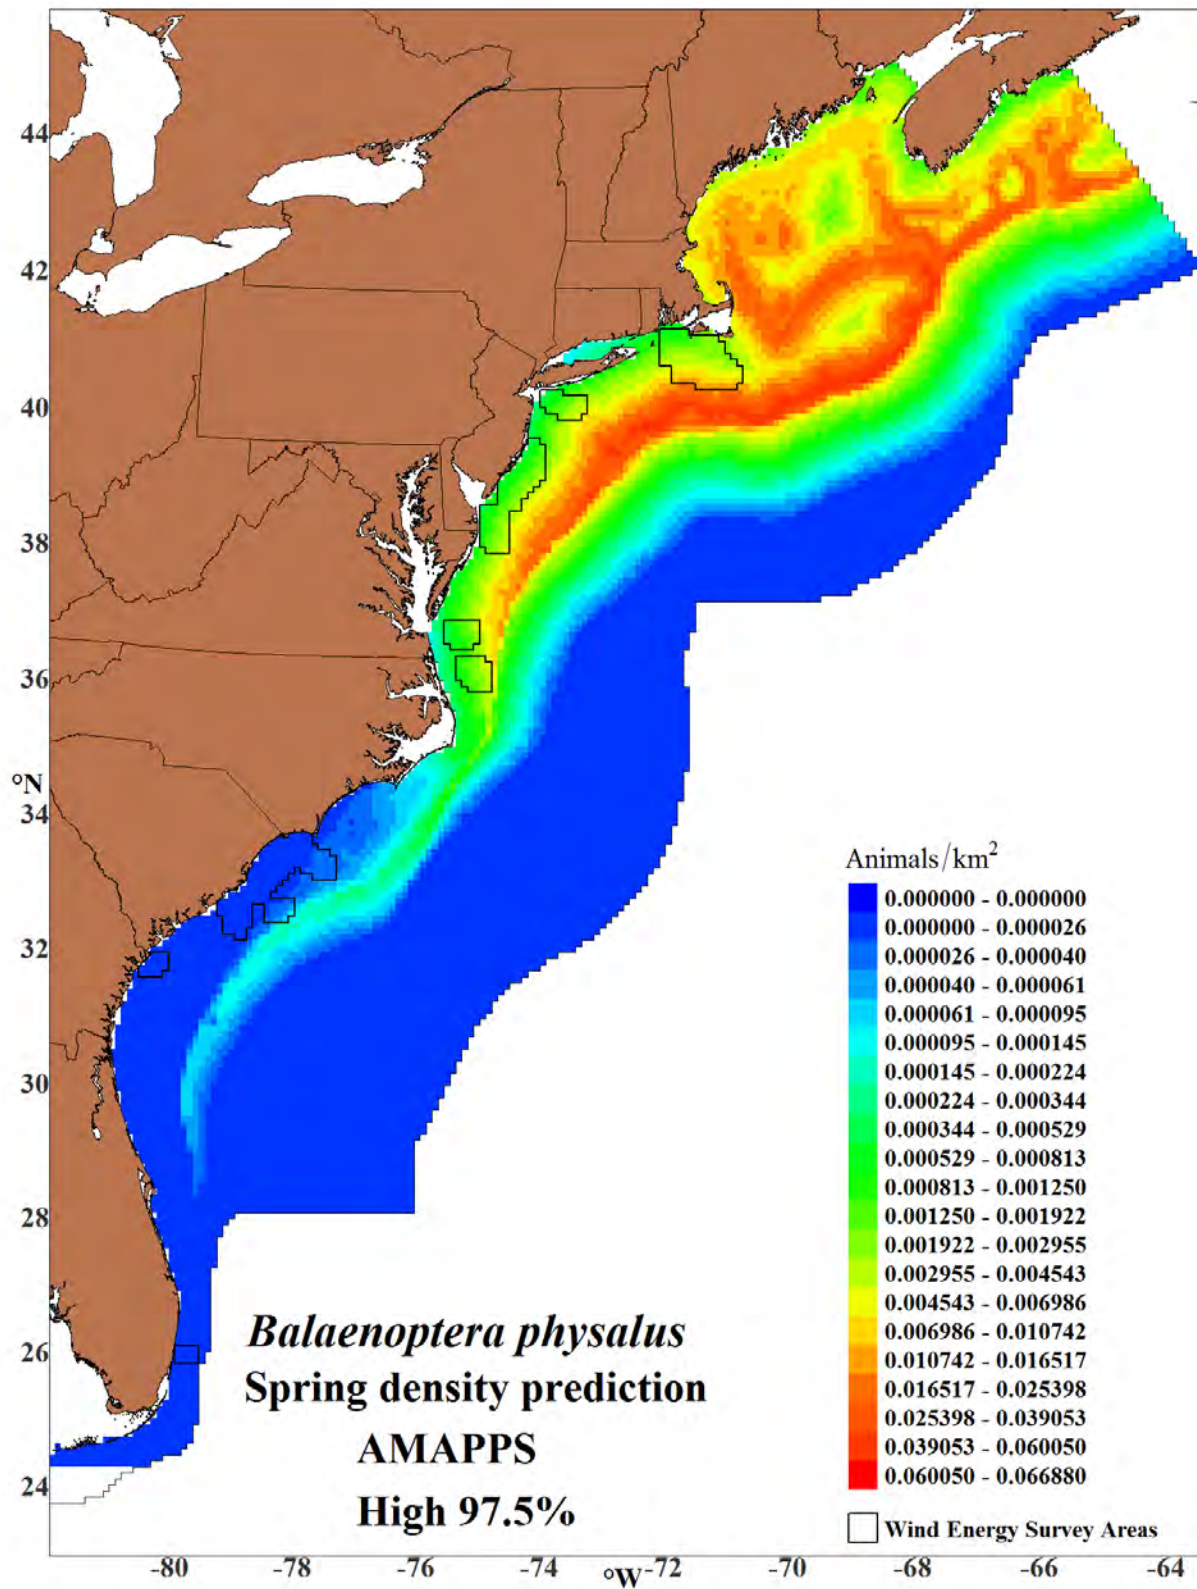 44
42
40
38
36
°N
34
32
30
28
26
24
-80
-78
-76
-74
°W
-72
-70
-68
-66
-64
Balaenoptera physalus
Spring density prediction
AMAPPS
High 97.5%
Animals/km²
0.000000 - 0.000000
0.000000 - 0.000026
0.000026 - 0.000040
0.000040 - 0.000061
0.000061 - 0.000095
0.000095 - 0.000145
0.000145 - 0.000224
0.000224 - 0.000344
0.000344 - 0.000529
0.000529 - 0.000813
0.000813 - 0.001250
0.001250 - 0.001922
0.001922 - 0.002955
0.002955 - 0.004543
0.004543 - 0.006986
0.006986 - 0.010742
0.010742 - 0.016517
0.016517 - 0.025398
0.025398 - 0.039053
0.039053 - 0.060050
0.060050 - 0.066880
Wind Energy Survey Areas